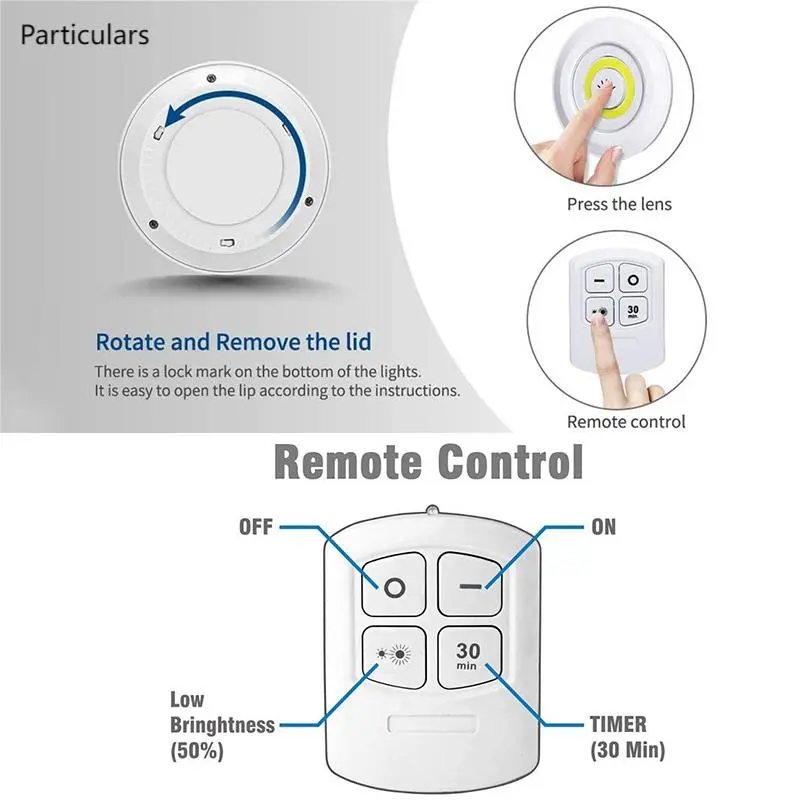 Particulars
Press the lens
30
min.
Rotate and Remove the lid
There is a lock mark on the bottom of the lights.
It is easy to open the lip according to the instructions.
Remote control
Remote Control
OFF
ON
30
min
Low
Bringhtness
(50%)
TIMER
(30 Min)